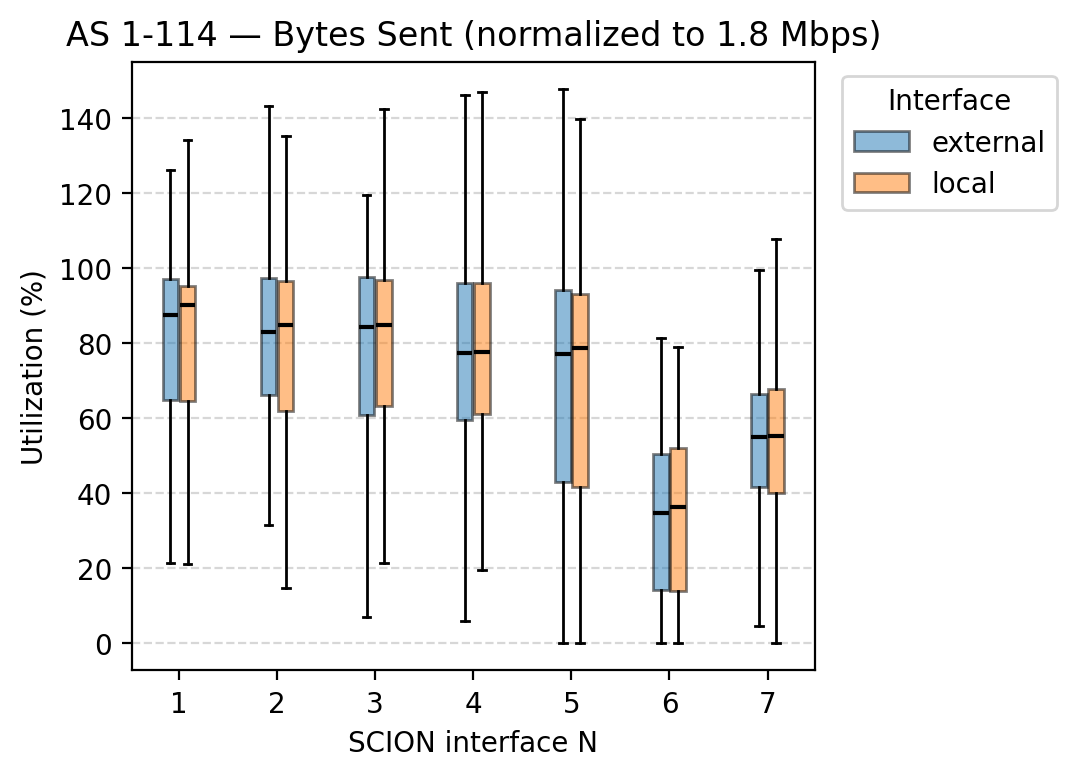 AS 1-114 — Bytes Sent (normalized to 1.8 Mbps)
Interface
external
local
Utilization (%)
140
120
100
80
60
40
20
0
1 2 3 4 5 6 7
SCION interface N